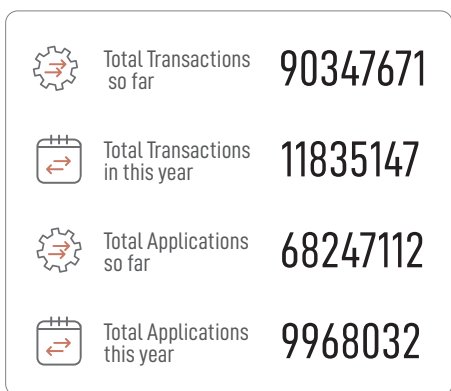 Total Transactions 90347671
so far
Total Transactions 11835147
in this year
Total Applications 68247112
so far
Total Applications 9968032
this year